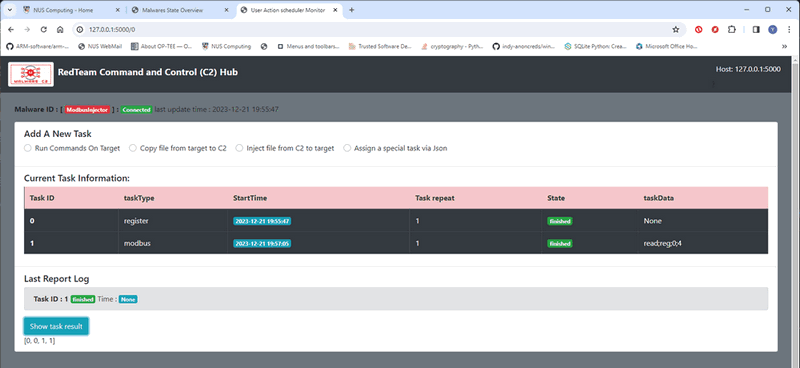 NUS Computing - Home
Malwares State Overview
User Action scheduler Monitor
127.0.0.1:5000/0
ARM-software/arm-...
NUS WebMail
About OP-TEE — OP...
NUS Computing
Menus and toolbars...
Trusted Software De...
cryptography · Pyth...
indy-anoncreds/win...
SQLite Python: Creat...
Microsoft Office Ho...
MALWARE C2
RedTeam Command and Control (C2) Hub
Host: 127.0.0.1:5000
Malware ID : [ ModbusInjector ] : Connected last update time : 2023-12-21 19:55:47
Add A New Task
Run Commands On Target
Copy file from target to C2
Inject file from C2 to target
Assign a special task via Json
Current Task Information:
Task ID taskType StartTime Task repeat State taskData
0 register 2023-12-21 19:55:47 1 finished None
1 modbus 2023-12-21 19:57:05 1 finished read;reg;0;4
Last Report Log
Task ID : 1 finished Time : None
Show task result
[0, 0, 1, 1]